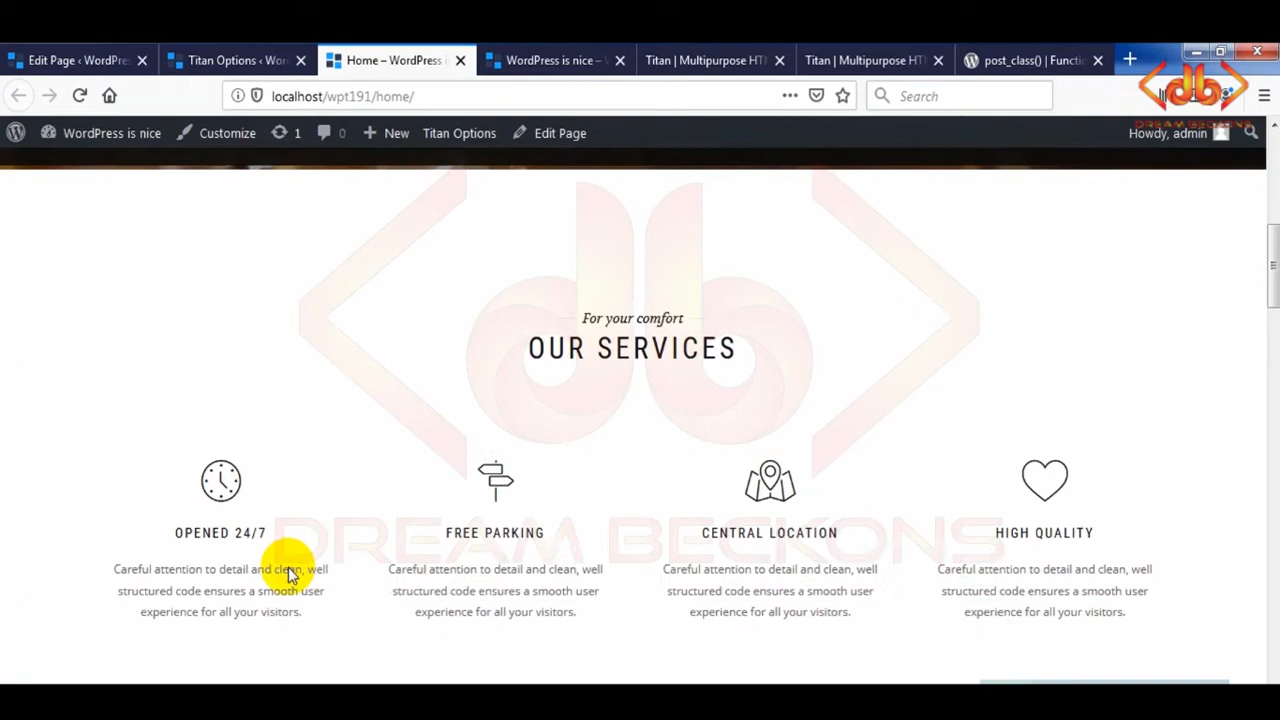 Edit Page ‹ WordPre
Titan Options ‹ Wor
Home – WordPress i
WordPress is nice –
Titan | Multipurpose HT
Titan | Multipurpose HT
post_class() | Functio
localhost/wpt191/home/
Search
WordPress is nice
Customize
1
0
New
Titan Options
Edit Page
Howdy, admin
DREAM BECKONS
For your comfort
OUR SERVICES
OPENED 24/7
FREE PARKING
CENTRAL LOCATION
HIGH QUALITY
DREAM BECKONS
Careful attention to detail and clean, well
structured code ensures a smooth user
experience for all your visitors.
Careful attention to detail and clean, well
structured code ensures a smooth user
experience for all your visitors.
Careful attention to detail and clean, well
structured code ensures a smooth user
experience for all your visitors.
Careful attention to detail and clean, well
structured code ensures a smooth user
experience for all your visitors.